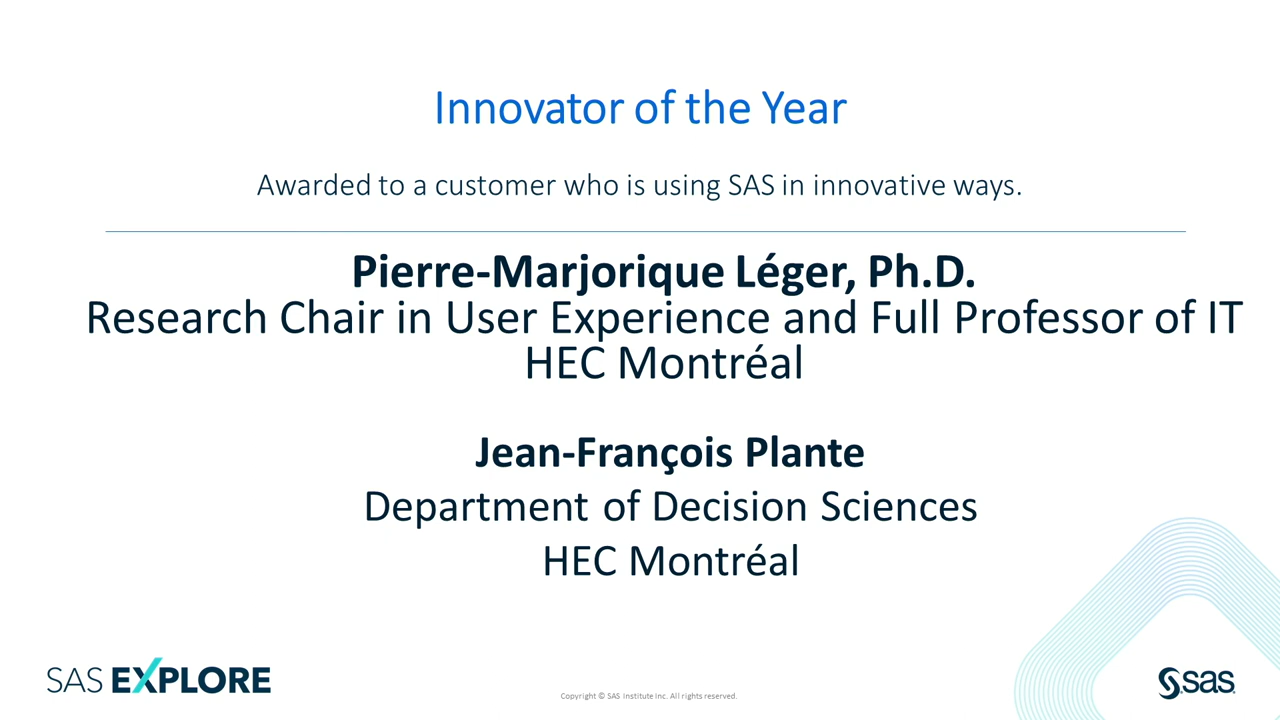 Innovator of the Year
Awarded to a customer who is using SAS in innovative ways.
Pierre-Marjorique Léger, Ph.D.
Research Chair in User Experience and Full Professor of IT
HEC Montréal
Jean-François Plante
Department of Decision Sciences
HEC Montréal
SAS EXPLORE
Copyright © SAS Institute Inc. All rights reserved.
sas